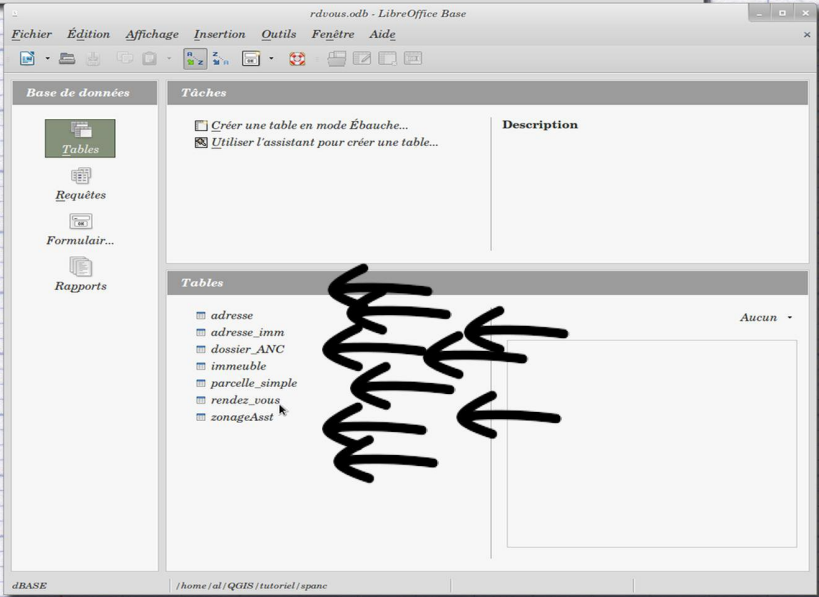 rdvous.odb - LibreOffice Base
Fichier Édition Affichage Insertion Outils Fenêtre Aide
Base de données
Tâches
Tables
Requêtes
Formulair...
Rapports
Créer une table en mode Ébauche...
Utiliser l'assistant pour créer une table...
Description
Tables
adresse
adresse_imm
dossier_ANC
immeuble
parcelle_simple
rendez_vous
zonageAsst
Aucun
dBASE
/home/al/QGIS/tutoriel/spanc